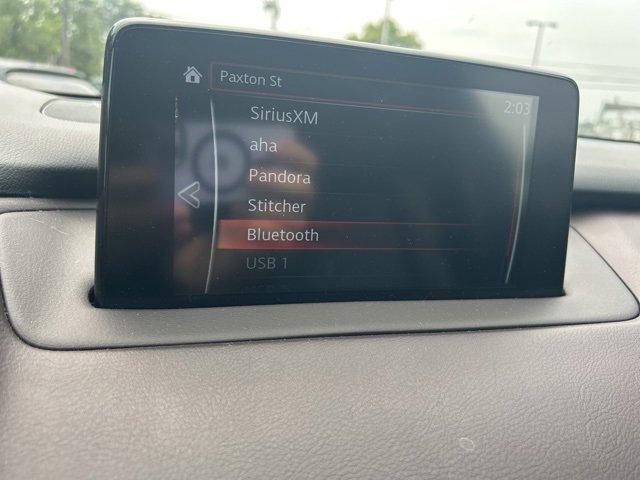 Paxton St
2:03
SiriusXM
aha
Pandora
Stitcher
Bluetooth
USB 1